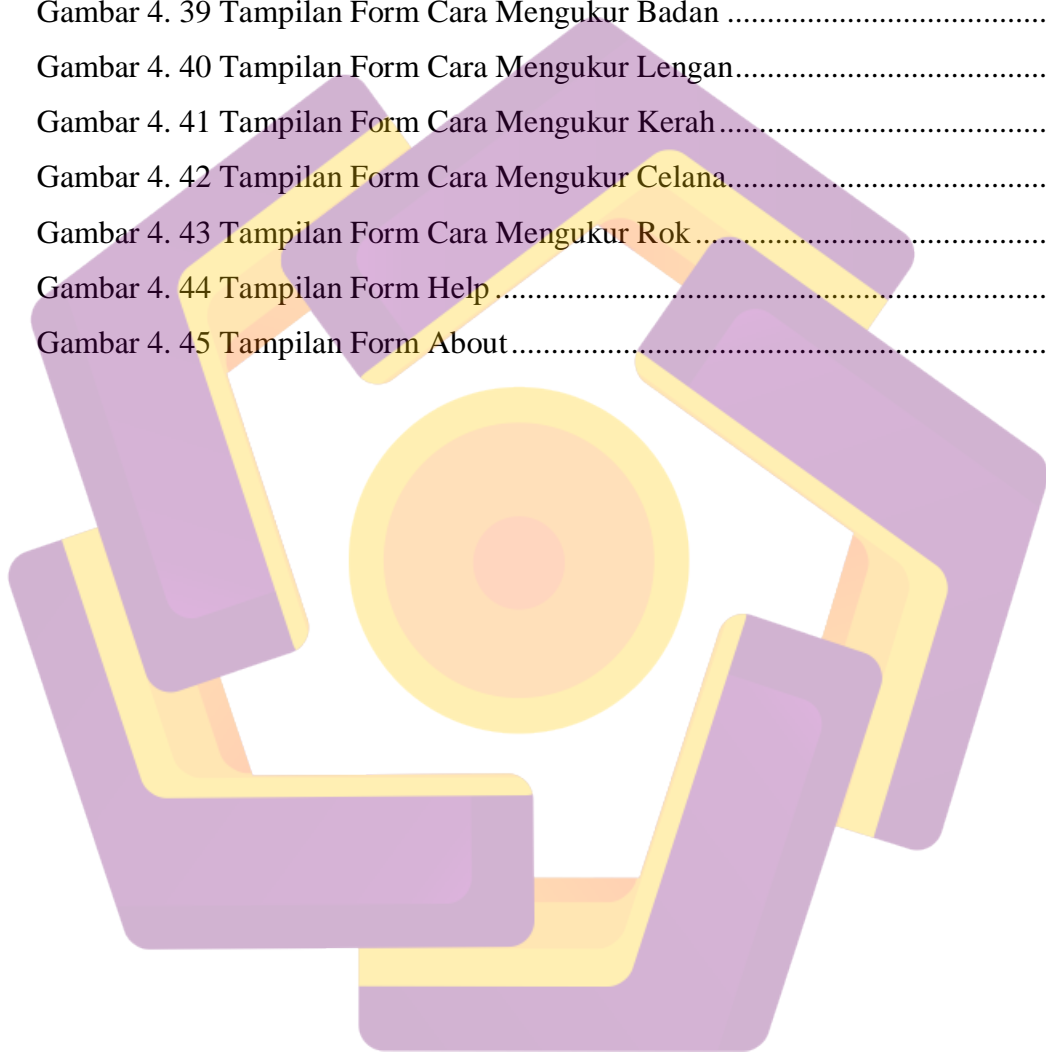 Gambar 4. 39 Tampilan Form Cara Mengukur Badan ........................................
Gambar 4. 40 Tampilan Form Cara Mengukur Lengan.......................................
Gambar 4. 41 Tampilan Form Cara Mengukur Kerah.........................................
Gambar 4. 42 Tampilan Form Cara Mengukur Celana........................................
Gambar 4. 43 Tampilan Form Cara Mengukur Rok............................................
Gambar 4. 44 Tampilan Form Help.....................................................................
Gambar 4. 45 Tampilan Form About...................................................................